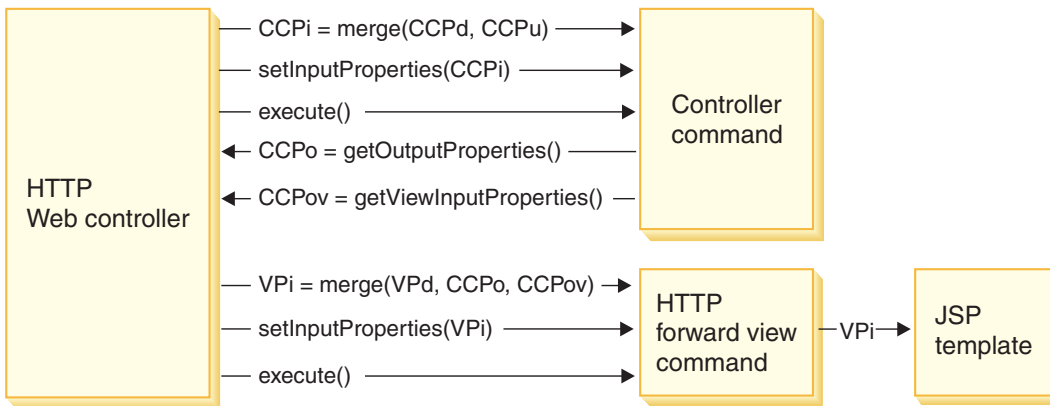 HTTP
Web controller
CCPi = merge(CCPd, CCPu)
setInputProperties(CCPi)
execute()
CCPo = getOutputProperties()
CCPov = getViewInputProperties()
Controller
command
VPi = merge(VPd, CCPo, CCPov)
setInputProperties(VPi)
execute()
HTTP
forward view
command
VPi
JSP
template